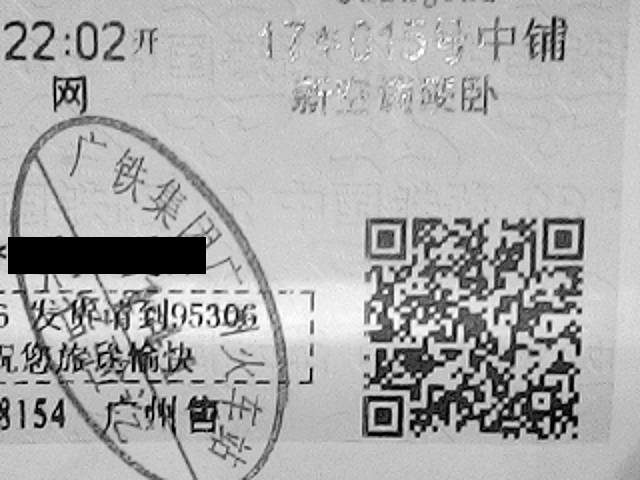 22:02开 17车015号中铺
网 新空调硬卧
广铁集团广州火车站
6 发货请到95306
祝您旅途愉快
8154 广州售